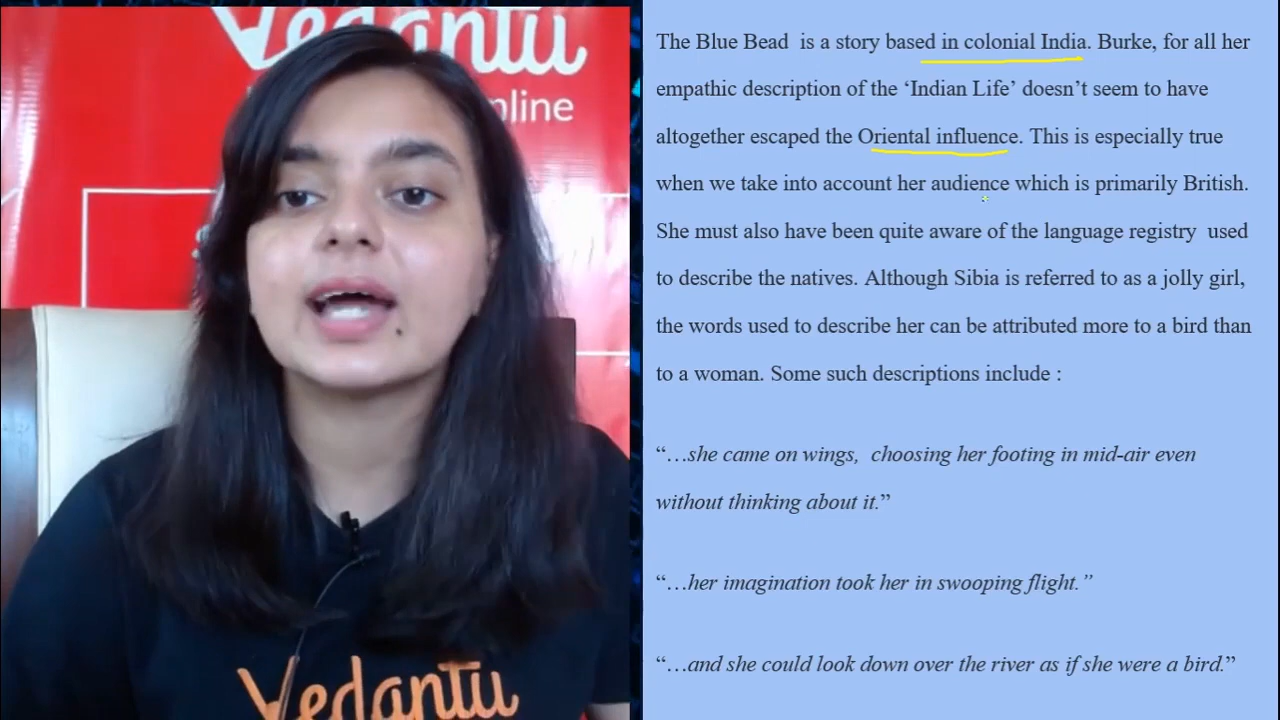 Vedantu
nline
Vedantu
The Blue Bead is a story based in colonial India. Burke, for all her
empathic description of the ‘Indian Life’ doesn’t seem to have
altogether escaped the Oriental influence. This is especially true
when we take into account her audience which is primarily British.
She must also have been quite aware of the language registry used
to describe the natives. Although Sibia is referred to as a jolly girl,
the words used to describe her can be attributed more to a bird than
to a woman. Some such descriptions include :
“…she came on wings, choosing her footing in mid-air even
without thinking about it.”
“…her imagination took her in swooping flight.”
“…and she could look down over the river as if she were a bird.”